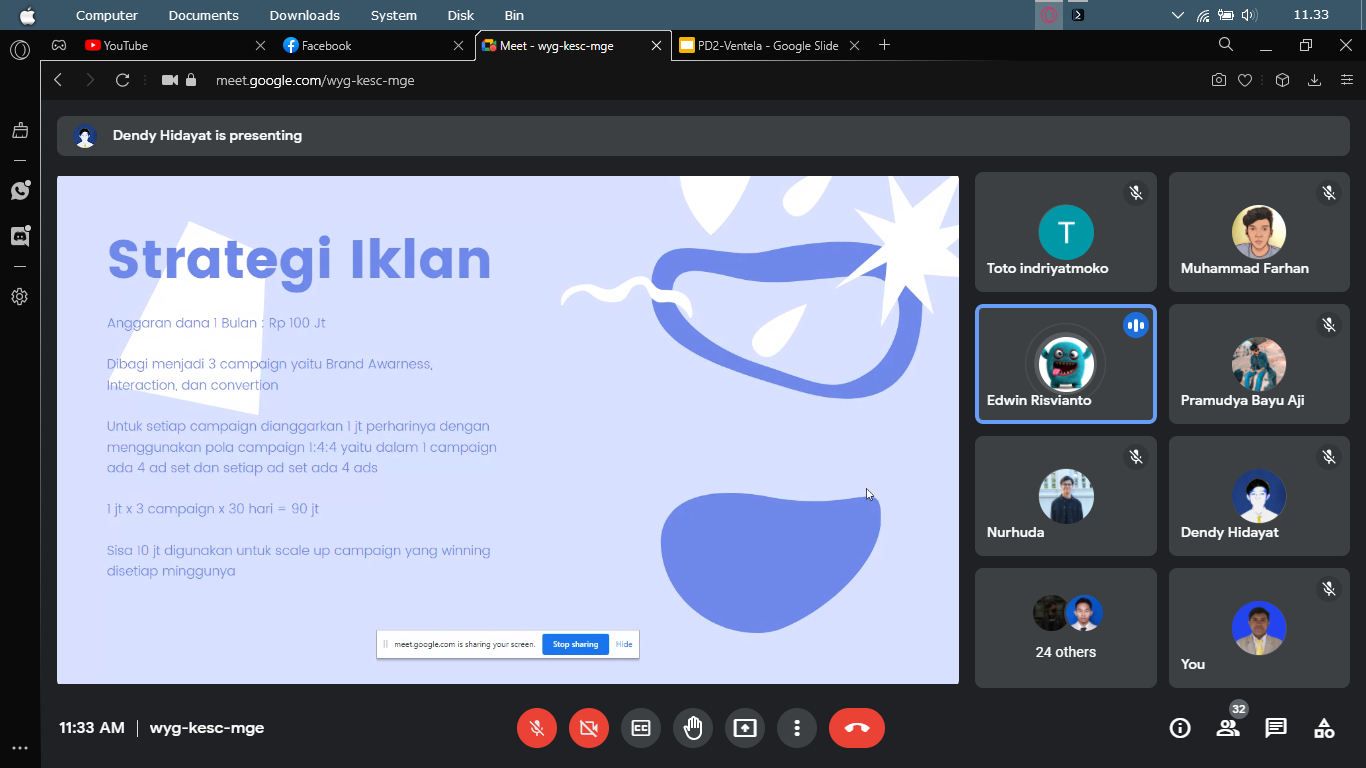 Computer Documents Downloads System Disk Bin 11.33
YouTube Facebook Meet - wyg-kesc-mge PD2-Ventela - Google Slide
meet.google.com/wyg-kesc-mge
Dendy Hidayat is presenting
Strategi Iklan
Anggaran dana 1 Bulan : Rp 100 Jt
Dibagi menjadi 3 campaign yaitu Brand Awarness,
Interaction, dan convertion
Untuk setiap campaign dianggarkan 1 jt perharinya dengan
menggunakan pola campaign 1:4:4 yaitu dalam 1 campaign
ada 4 ad set dan setiap ad set ada 4 ads
1 jt x 3 campaign x 30 hari = 90 jt
Sisa 10 jt digunakan untuk scale up campaign yang winning
disetiap minggunya
meet.google.com is sharing your screen. Stop sharing Hide
T
Toto indriyatmoko
Muhammad Farhan
Edwin Risvianto
Pramudya Bayu Aji
Nurhuda
Dendy Hidayat
24 others
You
11:33 AM wyg-kesc-mge
CC
32